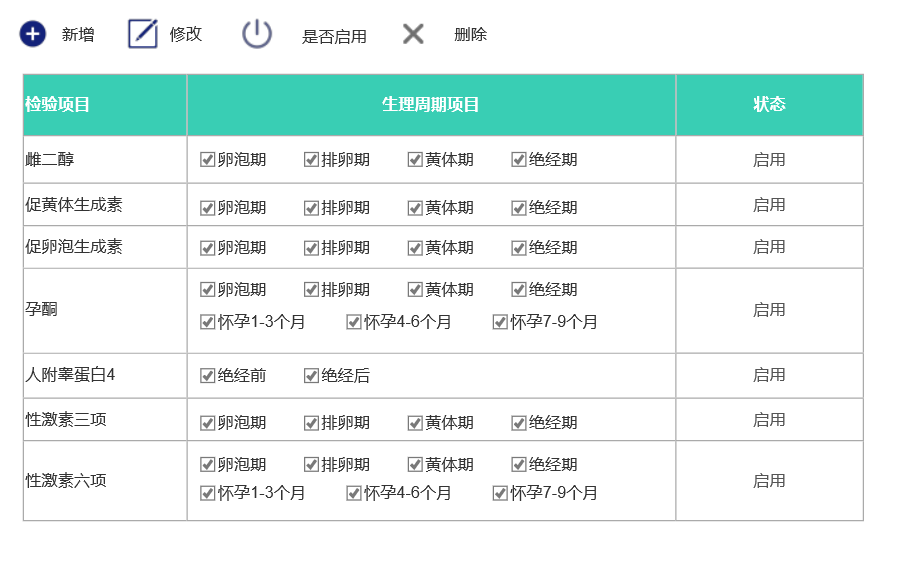 新增 修改 是否启用 删除
检验项目 生理周期项目 状态
雌二醇 卵泡期 排卵期 黄体期 绝经期 启用
促黄体生成素 卵泡期 排卵期 黄体期 绝经期 启用
促卵泡生成素 卵泡期 排卵期 黄体期 绝经期 启用
孕酮 卵泡期 排卵期 黄体期 绝经期 启用
怀孕1-3个月 怀孕4-6个月 怀孕7-9个月
人附睾蛋白4 绝经前 绝经后 启用
性激素三项 卵泡期 排卵期 黄体期 绝经期 启用
性激素六项 卵泡期 排卵期 黄体期 绝经期 启用
怀孕1-3个月 怀孕4-6个月 怀孕7-9个月